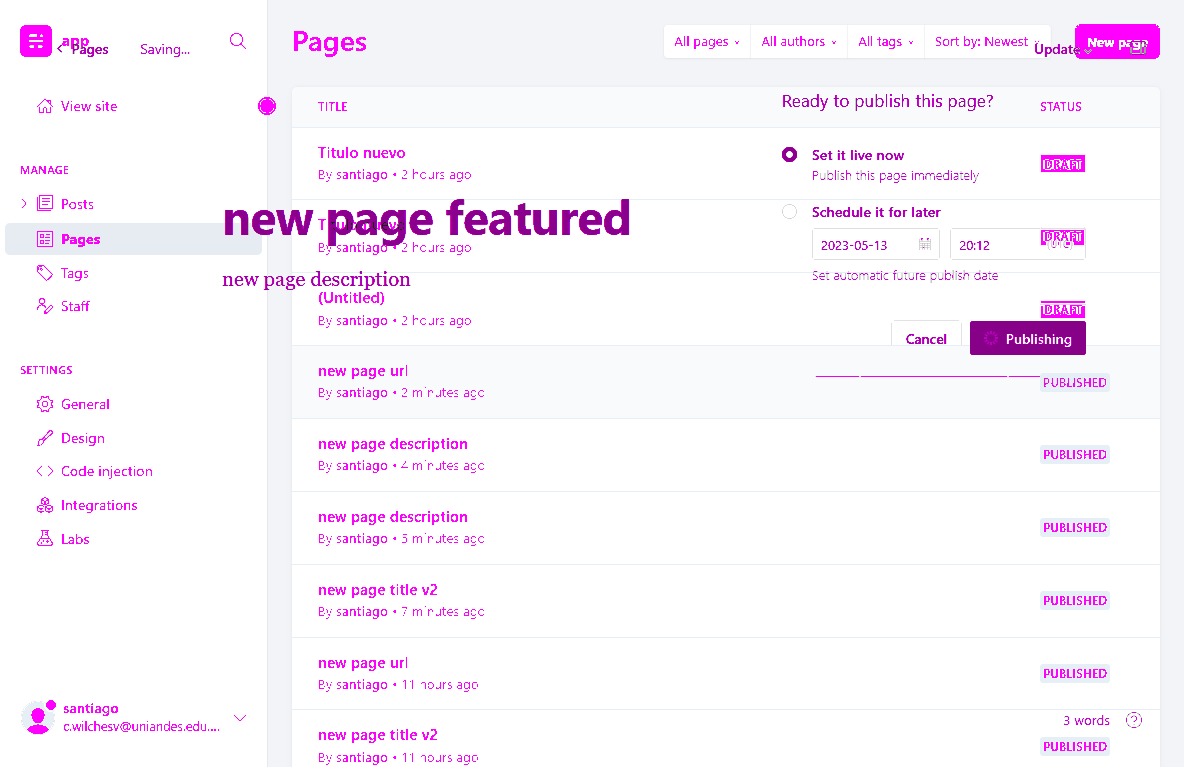 app
Pages
Saving...
View site
MANAGE
Posts
Pages
Tags
Staff
SETTINGS
General
Design
Code injection
Integrations
Labs
santiago
c.wilchesv@uniandes.edu....
Pages
All pages
All authors
All tags
Sort by: Newest
New page
Update
TITLE
STATUS
Ready to publish this page?
Set it live now
Publish this page immediately
Schedule it for later
2023-05-13
20:12
Set automatic future publish date
Cancel
Publishing
new page featured
new page description
Titulo nuevo
By santiago • 2 hours ago
DRAFT
By santiago • 2 hours ago
DRAFT
(Untitled)
By santiago • 2 hours ago
DRAFT
new page url
By santiago • 2 minutes ago
PUBLISHED
new page description
By santiago • 4 minutes ago
PUBLISHED
new page description
By santiago • 5 minutes ago
PUBLISHED
new page title v2
By santiago • 7 minutes ago
PUBLISHED
new page url
By santiago • 11 hours ago
PUBLISHED
new page title v2
By santiago • 11 hours ago
PUBLISHED
3 words